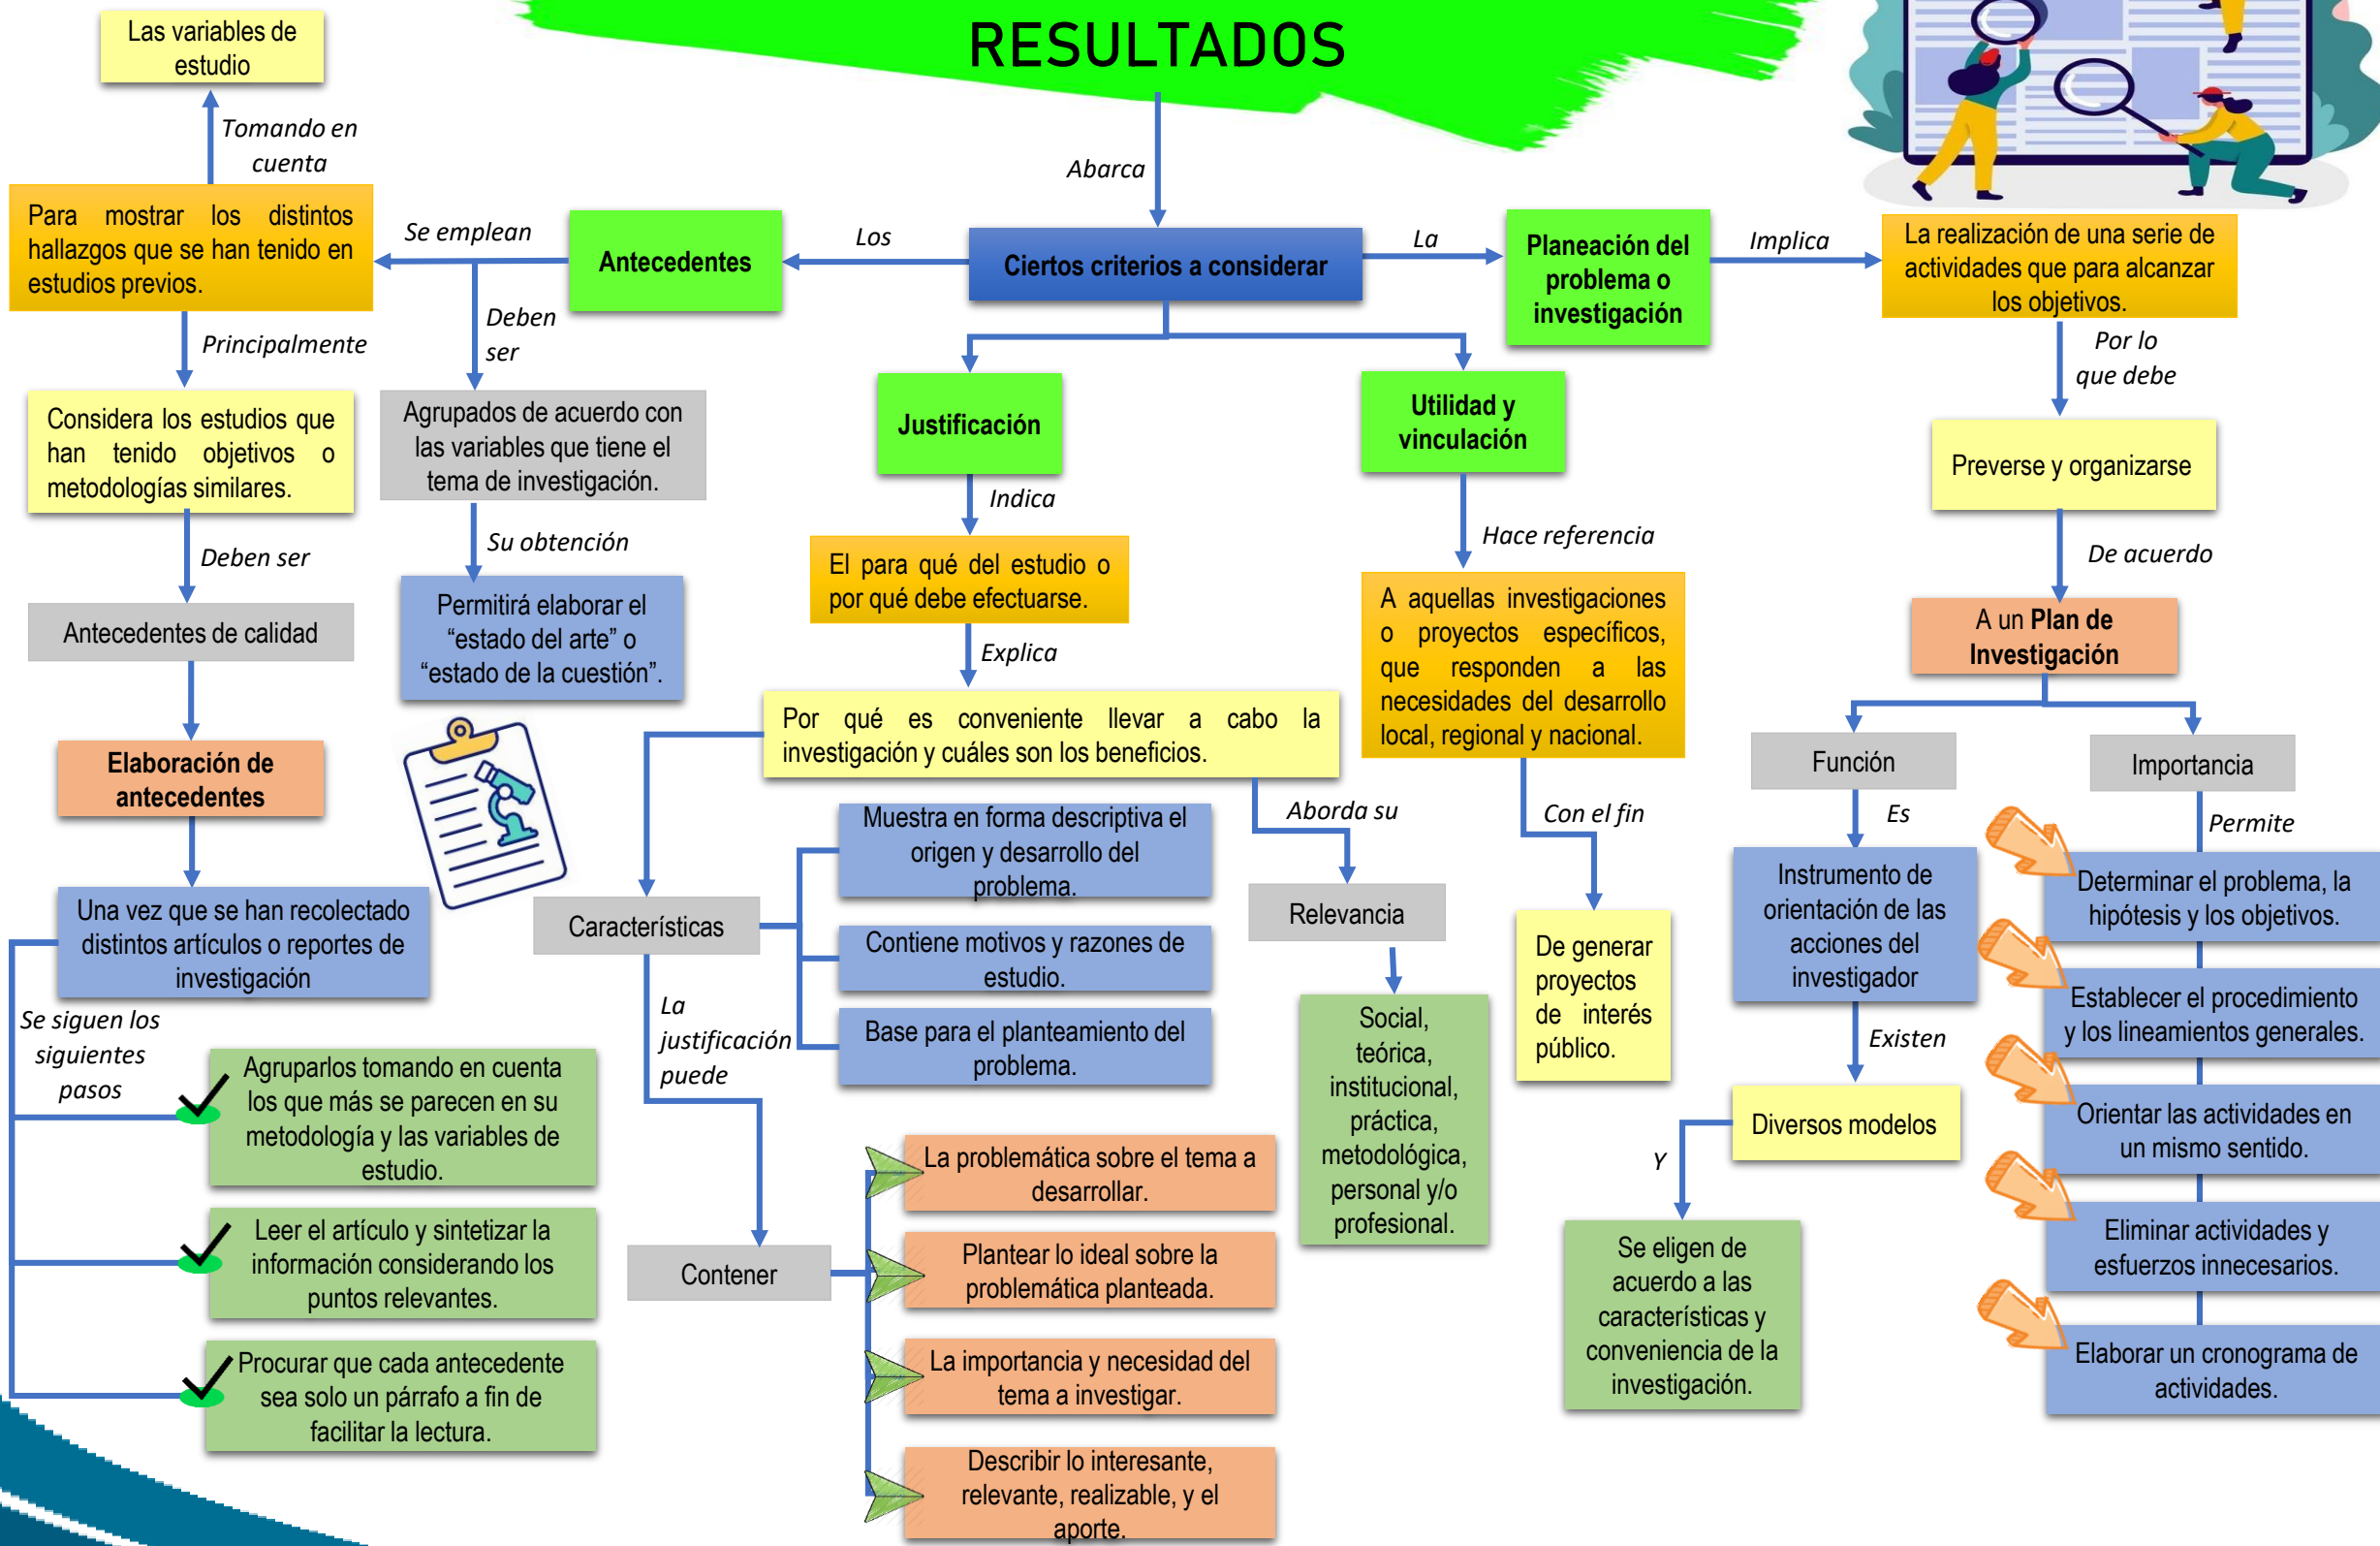 RESULTADOS
Abarca
Ciertos criterios a considerar
Los
Antecedentes
Se emplean
Para mostrar los distintos
hallazgos que se han tenido en
estudios previos.
Tomando en
cuenta
Las variables de
estudio
Principalmente
Considera los estudios que
han tenido objetivos o
metodologías similares.
Deben ser
Antecedentes de calidad
Elaboración de
antecedentes
Una vez que se han recolectado
distintos artículos o reportes de
investigación
Se siguen los
siguientes
pasos
Agruparlos tomando en cuenta
los que más se parecen en su
metodología y las variables de
estudio.
Leer el artículo y sintetizar la
información considerando los
puntos relevantes.
Procurar que cada antecedente
sea solo un párrafo a fin de
facilitar la lectura.
Deben
ser
Agrupados de acuerdo con
las variables que tiene el
tema de investigación.
Su obtención
Permitirá elaborar el
“estado del arte” o
“estado de la cuestión”.
Justificación
Indica
El para qué del estudio o
por qué debe efectuarse.
Explica
Por qué es conveniente llevar a cabo la
investigación y cuáles son los beneficios.
Características
Muestra en forma descriptiva el
origen y desarrollo del
problema.
Contiene motivos y razones de
estudio.
Base para el planteamiento del
problema.
La
justificación
puede
Contener
La problemática sobre el tema a
desarrollar.
Plantear lo ideal sobre la
problemática planteada.
La importancia y necesidad del
tema a investigar.
Describir lo interesante,
relevante, realizable, y el
aporte.
Aborda su
Relevancia
Social,
teórica,
institucional,
práctica,
metodológica,
personal y/o
profesional.
Utilidad y
vinculación
Hace referencia
A aquellas investigaciones
o proyectos específicos,
que responden a las
necesidades del desarrollo
local, regional y nacional.
Con el fin
De generar
proyectos
de interés
público.
La
Planeación del
problema o
investigación
Implica
La realización de una serie de
actividades que para alcanzar
los objetivos.
Por lo
que debe
Preverse y organizarse
De acuerdo
A un Plan de
Investigación
Función
Es
Instrumento de
orientación de las
acciones del
investigador
Existen
Diversos modelos
Y
Se eligen de
acuerdo a las
características y
conveniencia de la
investigación.
Importancia
Permite
Determinar el problema, la
hipótesis y los objetivos.
Establecer el procedimiento
y los lineamientos generales.
Orientar las actividades en
un mismo sentido.
Eliminar actividades y
esfuerzos innecesarios.
Elaborar un cronograma de
actividades.